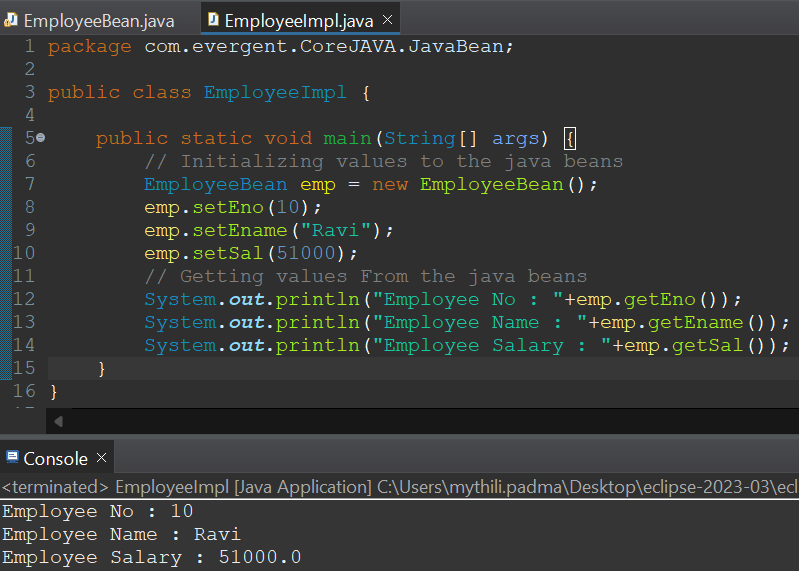 EmployeeBean.java EmployeeImpl.java
1 package com.evergent.CoreJAVA.JavaBean;
2
3 public class EmployeeImpl {
4
5 public static void main(String[] args) {
6 // Initializing values to the java beans
7 EmployeeBean emp = new EmployeeBean();
8 emp.setEno(10);
9 emp.setEname("Ravi");
10 emp.setSal(51000);
11 // Getting values From the java beans
12 System.out.println("Employee No : "+emp.getEno());
13 System.out.println("Employee Name : "+emp.getEname());
14 System.out.println("Employee Salary : "+emp.getSal());
15 }
16 }
Console
<terminated> EmployeeImpl [Java Application] C:\Users\mythili.padma\Desktop\eclipse-2023-03\ecl
Employee No : 10
Employee Name : Ravi
Employee Salary : 51000.0